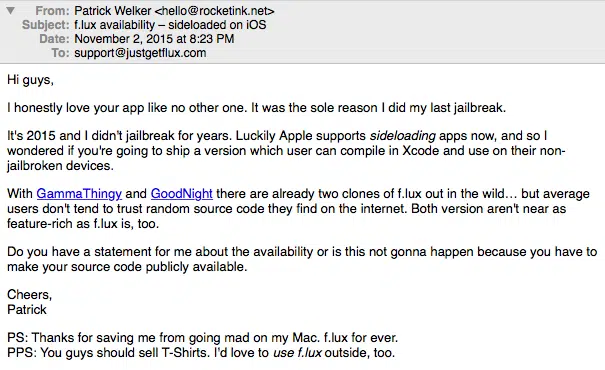 From: Patrick Welker <hello@rocketink.net>
Subject: f.lux availability – sideloaded on iOS
Date: November 2, 2015 at 8:23 PM
To: support@justgetflux.com
Hi guys,
I honestly love your app like no other one. It was the sole reason I did my last jailbreak.
It's 2015 and I didn't jailbreak for years. Luckily Apple supports sideloading apps now, and so I
wondered if you're going to ship a version which user can compile in Xcode and use on their non-
jailbroken devices.
With GammaThingy and GoodNight there are already two clones of f.lux out in the wild… but average
users don't tend to trust random source code they find on the internet. Both version aren't near as
feature-rich as f.lux is, too.
Do you have a statement for me about the availability or is this not gonna happen because you have to
make your source code publicly available.
Cheers,
Patrick
PS: Thanks for saving me from going mad on my Mac. f.lux for ever.
PPS: You guys should sell T-Shirts. I'd love to use f.lux outside, too.